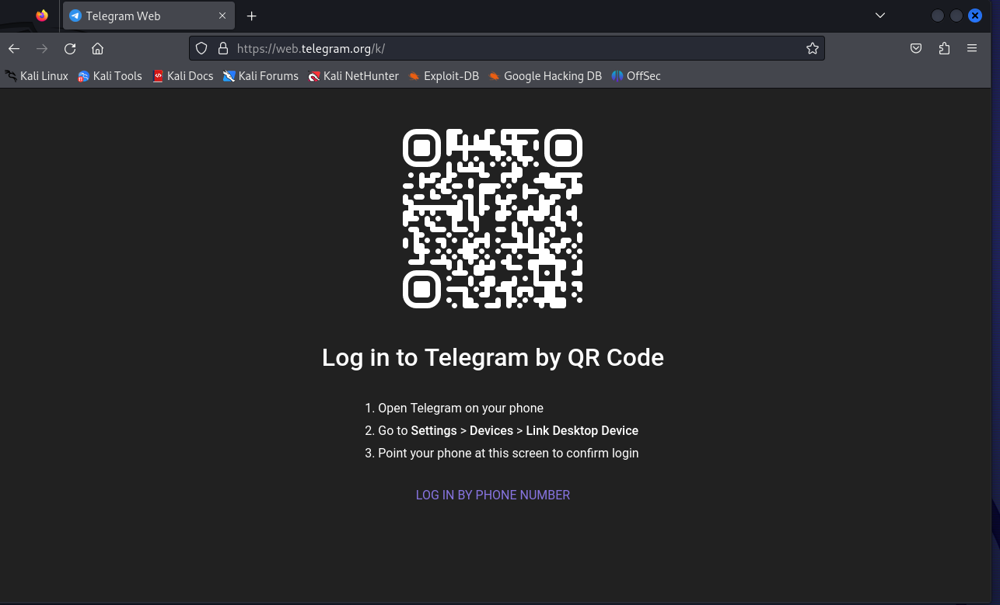 Telegram Web
https://web.telegram.org/k/
Kali Linux Kali Tools Kali Docs Kali Forums Kali NetHunter Exploit-DB Google Hacking DB OffSec
Log in to Telegram by QR Code
1. Open Telegram on your phone
2. Go to Settings > Devices > Link Desktop Device
3. Point your phone at this screen to confirm login
LOG IN BY PHONE NUMBER